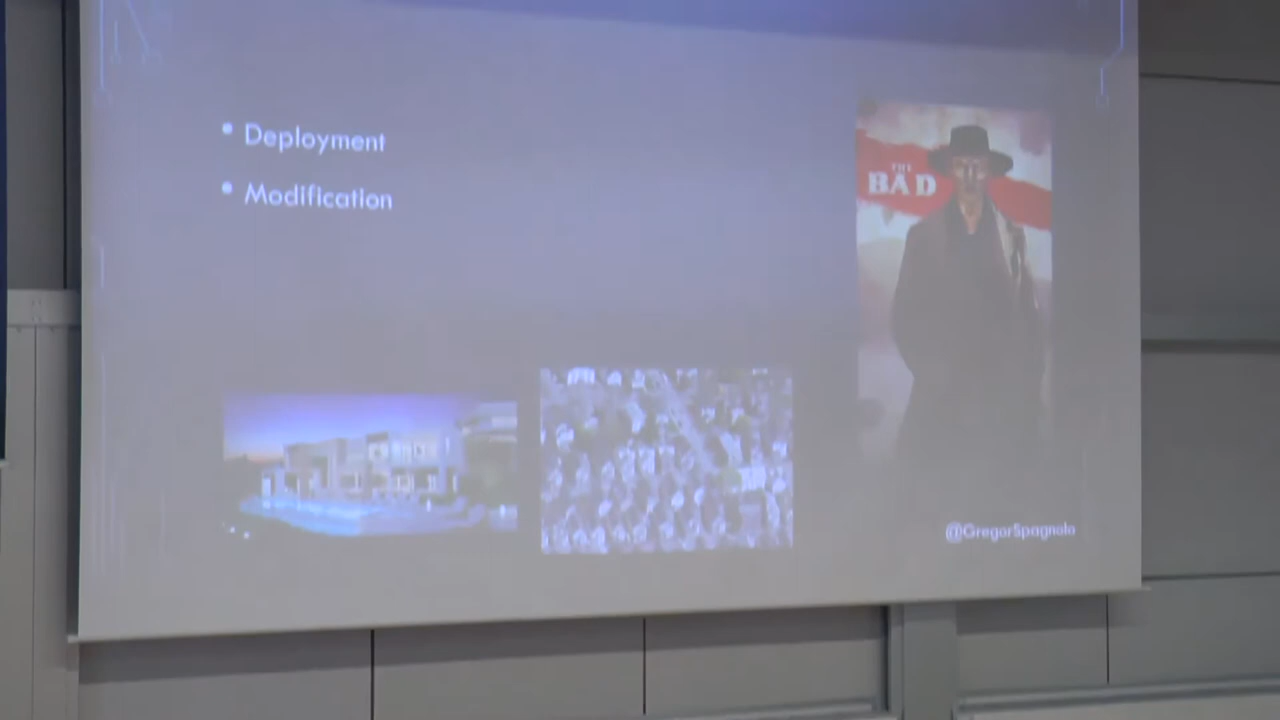 • Deployment
• Modification
THE
BAD
@GregorSpagnolo